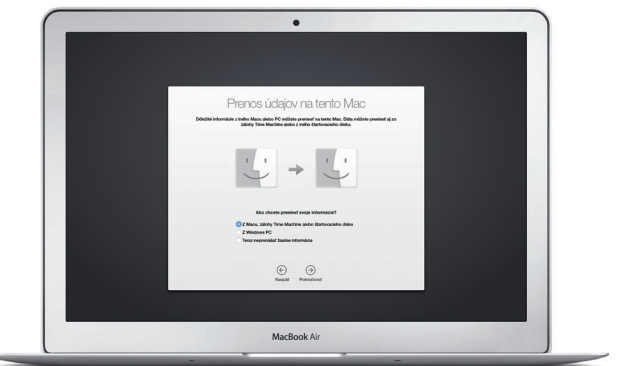 Prenos údajov na tento Mac
Dôležité informácie z iného Macu alebo PC môžete preniesť na tento Mac. Dáta môžete preniesť aj zo
zálohy Time Machine alebo z iného štartovacieho disku.
Ako chcete preniesť svoje informácie?
Z Macu, zálohy Time Machine alebo štartovacieho disku
Z Windows PC
Teraz neprenášať žiadne informácie
Naspäť Pokračovať
MacBook Air